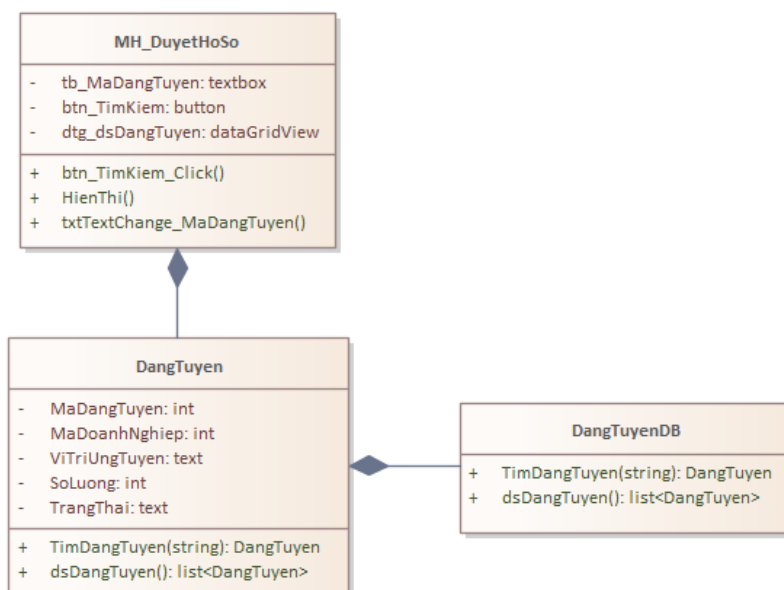 MH_DuyetHoSo
- tb_MaDangTuyen: textbox
- btn_TimKiem: button
- dtg_dsDangTuyen: dataGridView
+ btn_TimKiem_Click()
+ HienThi()
+ txtTextChange_MaDangTuyen()
DangTuyen
- MaDangTuyen: int
- MaDoanhNghiep: int
- ViTriUngTuyen: text
- SoLuong: int
- TrangThai: text
+ TimDangTuyen(string): DangTuyen
+ dsDangTuyen(): list<DangTuyen>
DangTuyenDB
+ TimDangTuyen(string): DangTuyen
+ dsDangTuyen(): list<DangTuyen>